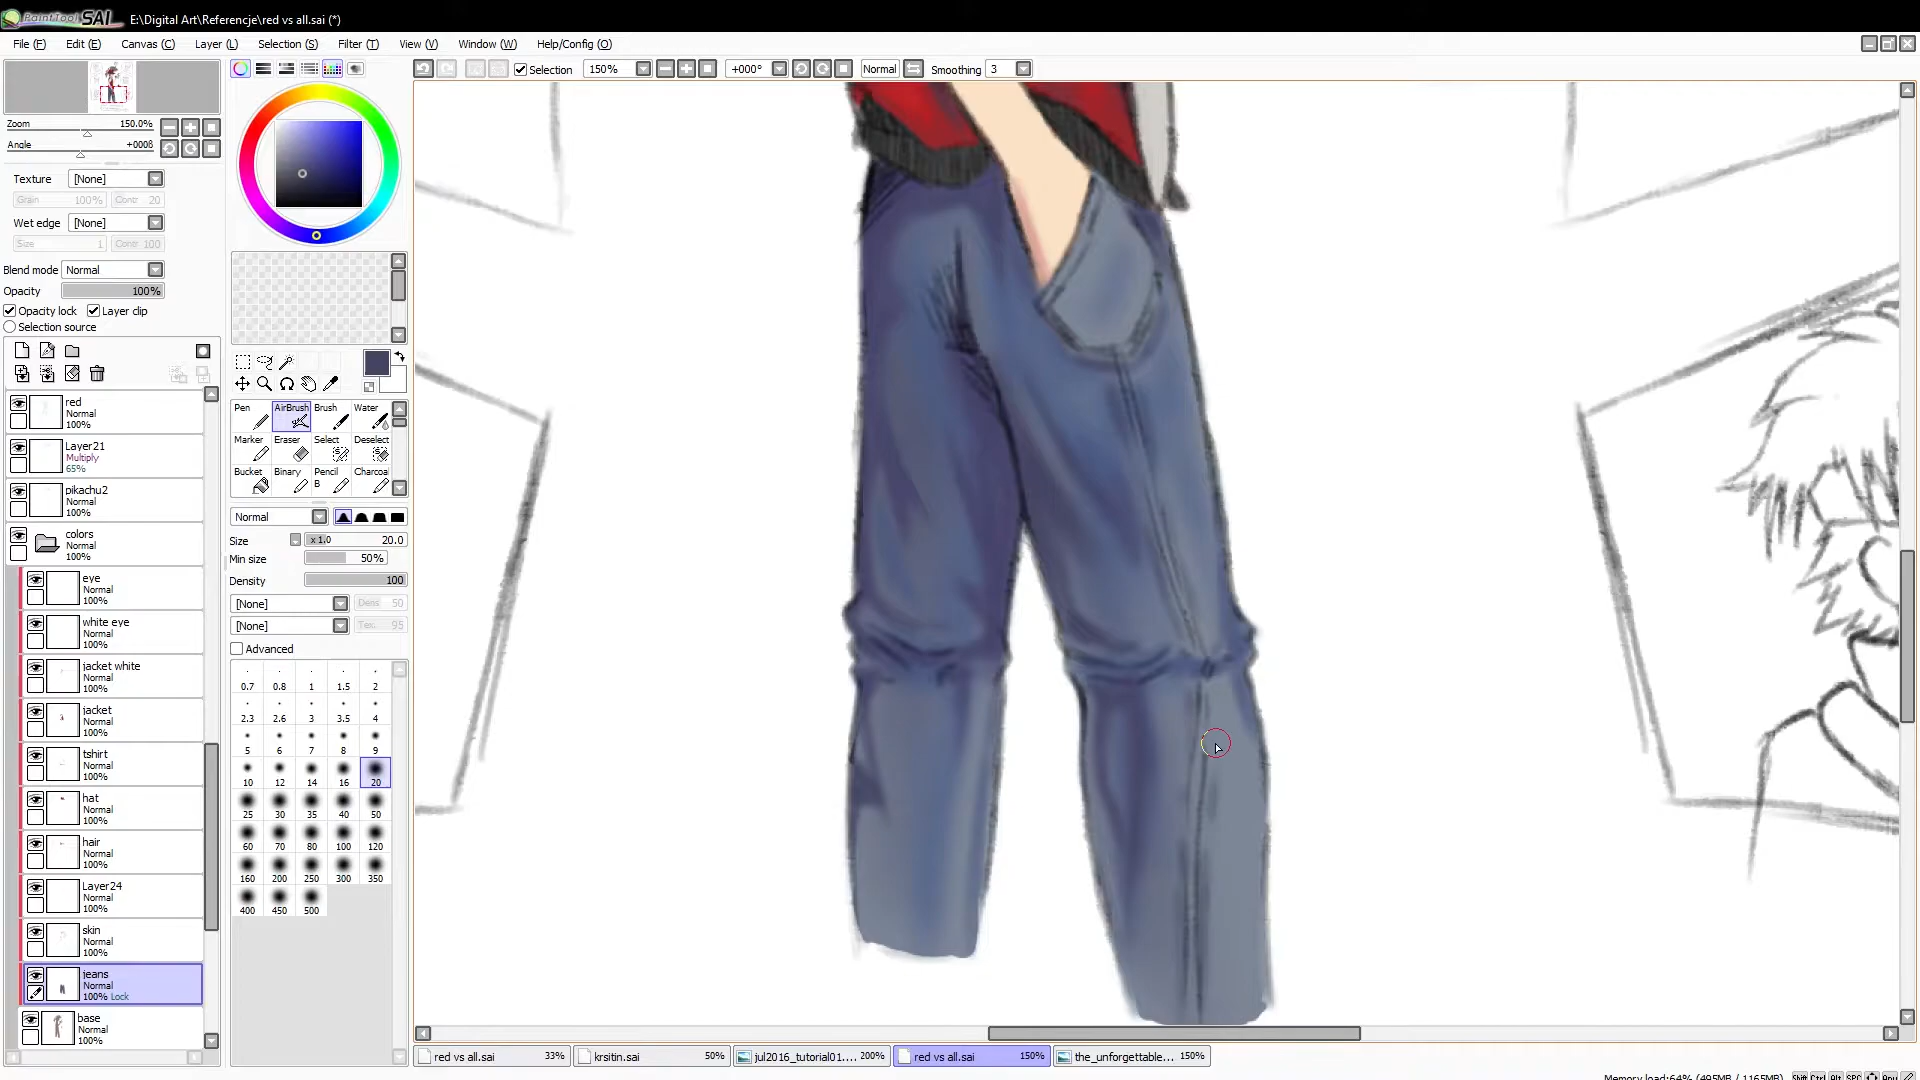 PaintTool SAI E:\Digital Art\Referencje\red vs all.sai (*)
File (F) Edit (E) Canvas (C) Layer (L) Selection (S) Filter (T) View (V) Window (W) Help/Config (O)
Selection 150% +000° Normal Smoothing 3
Zoom 150.0%
Angle +000ß
Texture [None]
Grain 100% Contr 20
Wet edge [None]
Size 1 Contr 100
Blend mode Normal
Opacity 100%
Opacity lock Layer clip
Selection source
red
Normal
100%
Layer21
Multiply
65%
pikachu2
Normal
100%
colors
Normal
100%
eye
Normal
100%
white eye
Normal
100%
jacket white
Normal
100%
jacket
Normal
100%
tshirt
Normal
100%
hat
Normal
100%
hair
Normal
100%
Layer24
Normal
100%
skin
Normal
100%
jeans
Normal
100% Lock
base
Normal
100%
Pen AirBrush Brush Water
Marker Eraser Select Deselect
Bucket Binary Pencil Charcoal
B
Normal
Size x 1.0 20.0
Min size 50%
Density 100
[None] Dens 50
[None] Tex 95
Advanced
0.7 0.8 1 1.5 2
2.3 2.6 3 3.5 4
5 6 7 8 9
10 12 14 16 20
25 30 35 40 50
60 70 80 100 120
160 200 250 300 350
400 450 500
red vs all.sai 33% krsitin.sai 50% jul2016_tutorial01.... 200% red vs all.sai 150% the_unforgettable... 150%
Memory load:64% (495MB / 1165MB) Shft Ctrl Alt SPC Any